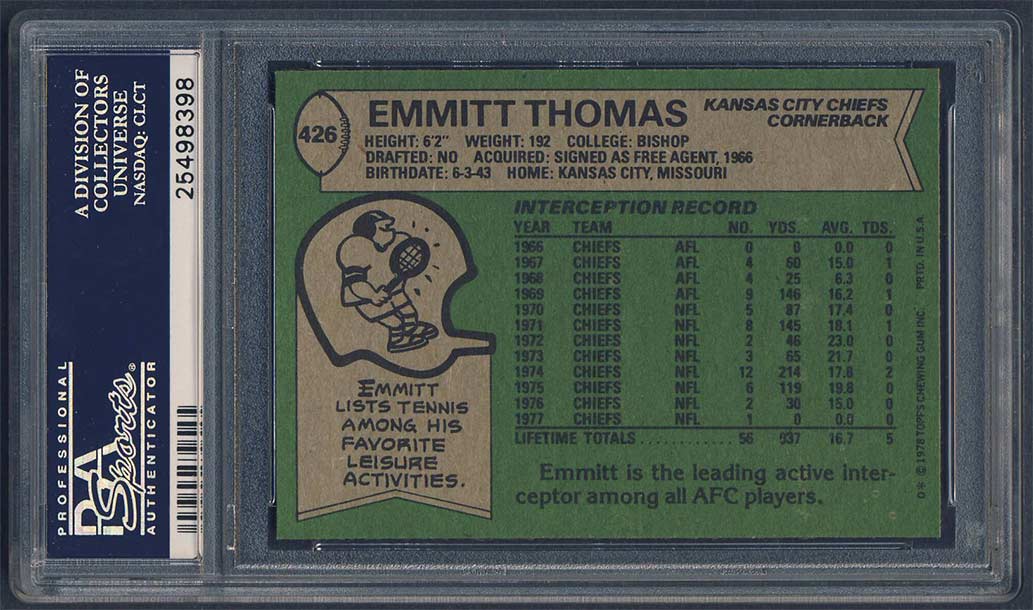 A DIVISION OF
COLLECTORS
UNIVERSE
NASDAQ: CLCT
25498398
PROFESSIONAL
PSA
Sports®
AUTHENTICATOR
426
EMMITT THOMAS
KANSAS CITY CHIEFS
CORNERBACK
HEIGHT: 6'2" WEIGHT: 192 COLLEGE: BISHOP
DRAFTED: NO ACQUIRED: SIGNED AS FREE AGENT, 1966
BIRTHDATE: 6-3-43 HOME: KANSAS CITY, MISSOURI
INTERCEPTION RECORD
YEAR TEAM NO. YDS. AVG. TDS.
1966 CHIEFS AFL 0 0 0.0 0
1967 CHIEFS AFL 4 60 15.0 1
1968 CHIEFS AFL 4 25 6.3 0
1969 CHIEFS AFL 9 146 16.2 1
1970 CHIEFS NFL 5 87 17.4 0
1971 CHIEFS NFL 8 145 18.1 1
1972 CHIEFS NFL 2 46 23.0 0
1973 CHIEFS NFL 3 65 21.7 0
1974 CHIEFS NFL 12 214 17.8 2
1975 CHIEFS NFL 6 119 19.8 0
1976 CHIEFS NFL 2 30 15.0 0
1977 CHIEFS NFL 1 0 0.0 0
LIFETIME TOTALS.............. 56 937 16.7 5
EMMITT
LISTS TENNIS
AMONG HIS
FAVORITE
LEISURE
ACTIVITIES.
Emmitt is the leading active inter-
ceptor among all AFC players.
D* © 1978 TOPPS CHEWING GUM INC. PRTD. IN U.S.A.